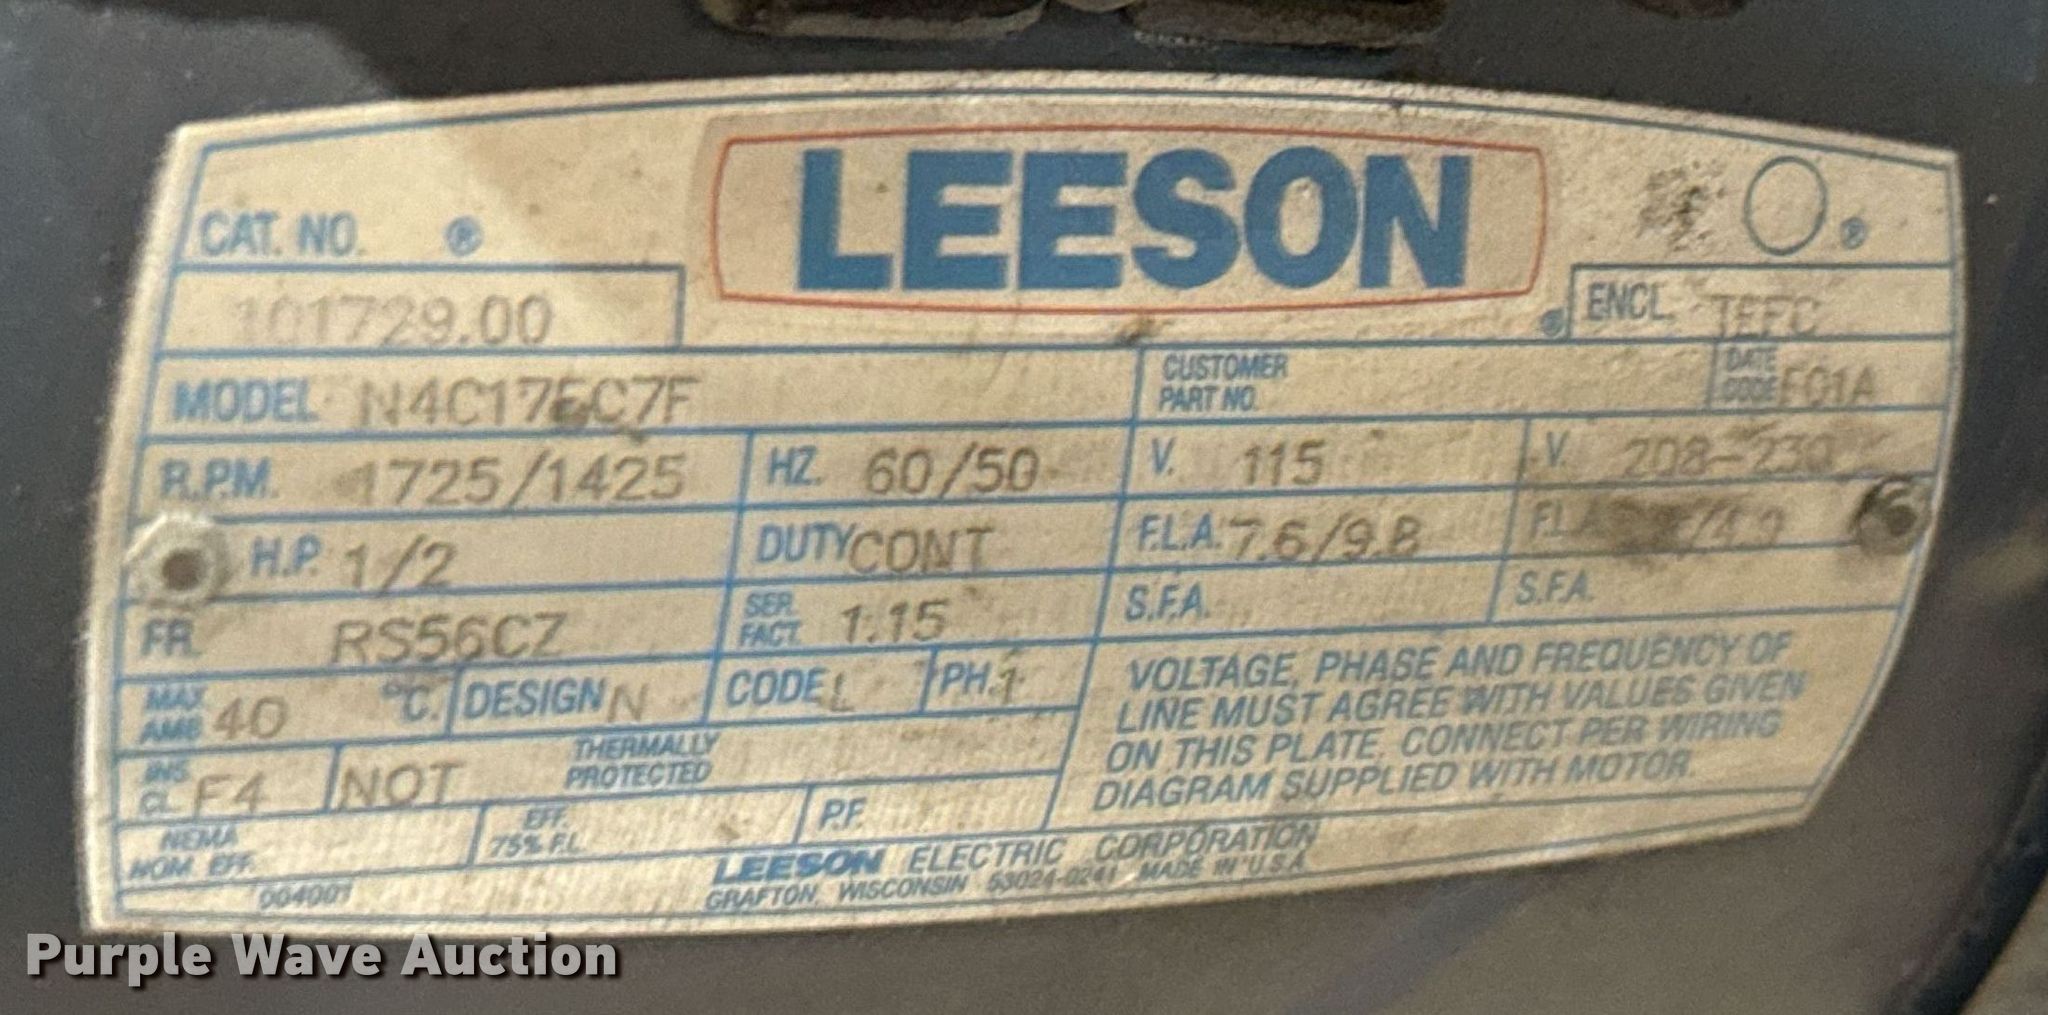 LEESON
CAT. NO. ®
® ®
101729.00
ENCL. TEFC
MODEL
CUSTOMER PART NO.
DATE CODE F01A
R.P.M. 1725/1425
HZ. 60/50
V. 115
V. 208-230
H.P. 1/2
DUTY CONT
F.L.A. 7.6/9.8
F.L.A. /4.9
FR. RS56CZ
SER. FACT. 1.15
S.F.A.
S.F.A.
MAX. AMB 40 °C.
DESIGN N
CODE L
PH. 1
INS. CL. F4
NOT THERMALLY PROTECTED
NEMA NOM. EFF.
EFF. 75% F.L.
P.F.
VOLTAGE, PHASE AND FREQUENCY OF
LINE MUST AGREE WITH VALUES GIVEN
ON THIS PLATE. CONNECT PER WIRING
DIAGRAM SUPPLIED WITH MOTOR.
004001
LEESON ELECTRIC CORPORATION
GRAFTON, WISCONSIN 53024-0241 MADE IN U.S.A.
Purple Wave Auction